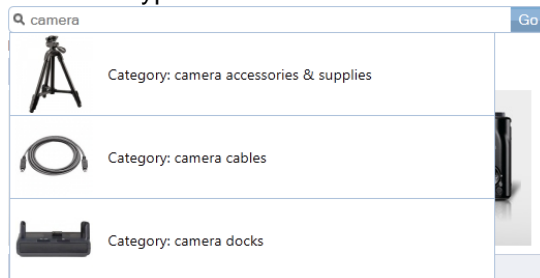 camera
Go
Category: camera accessories & supplies
Category: camera cables
Category: camera docks